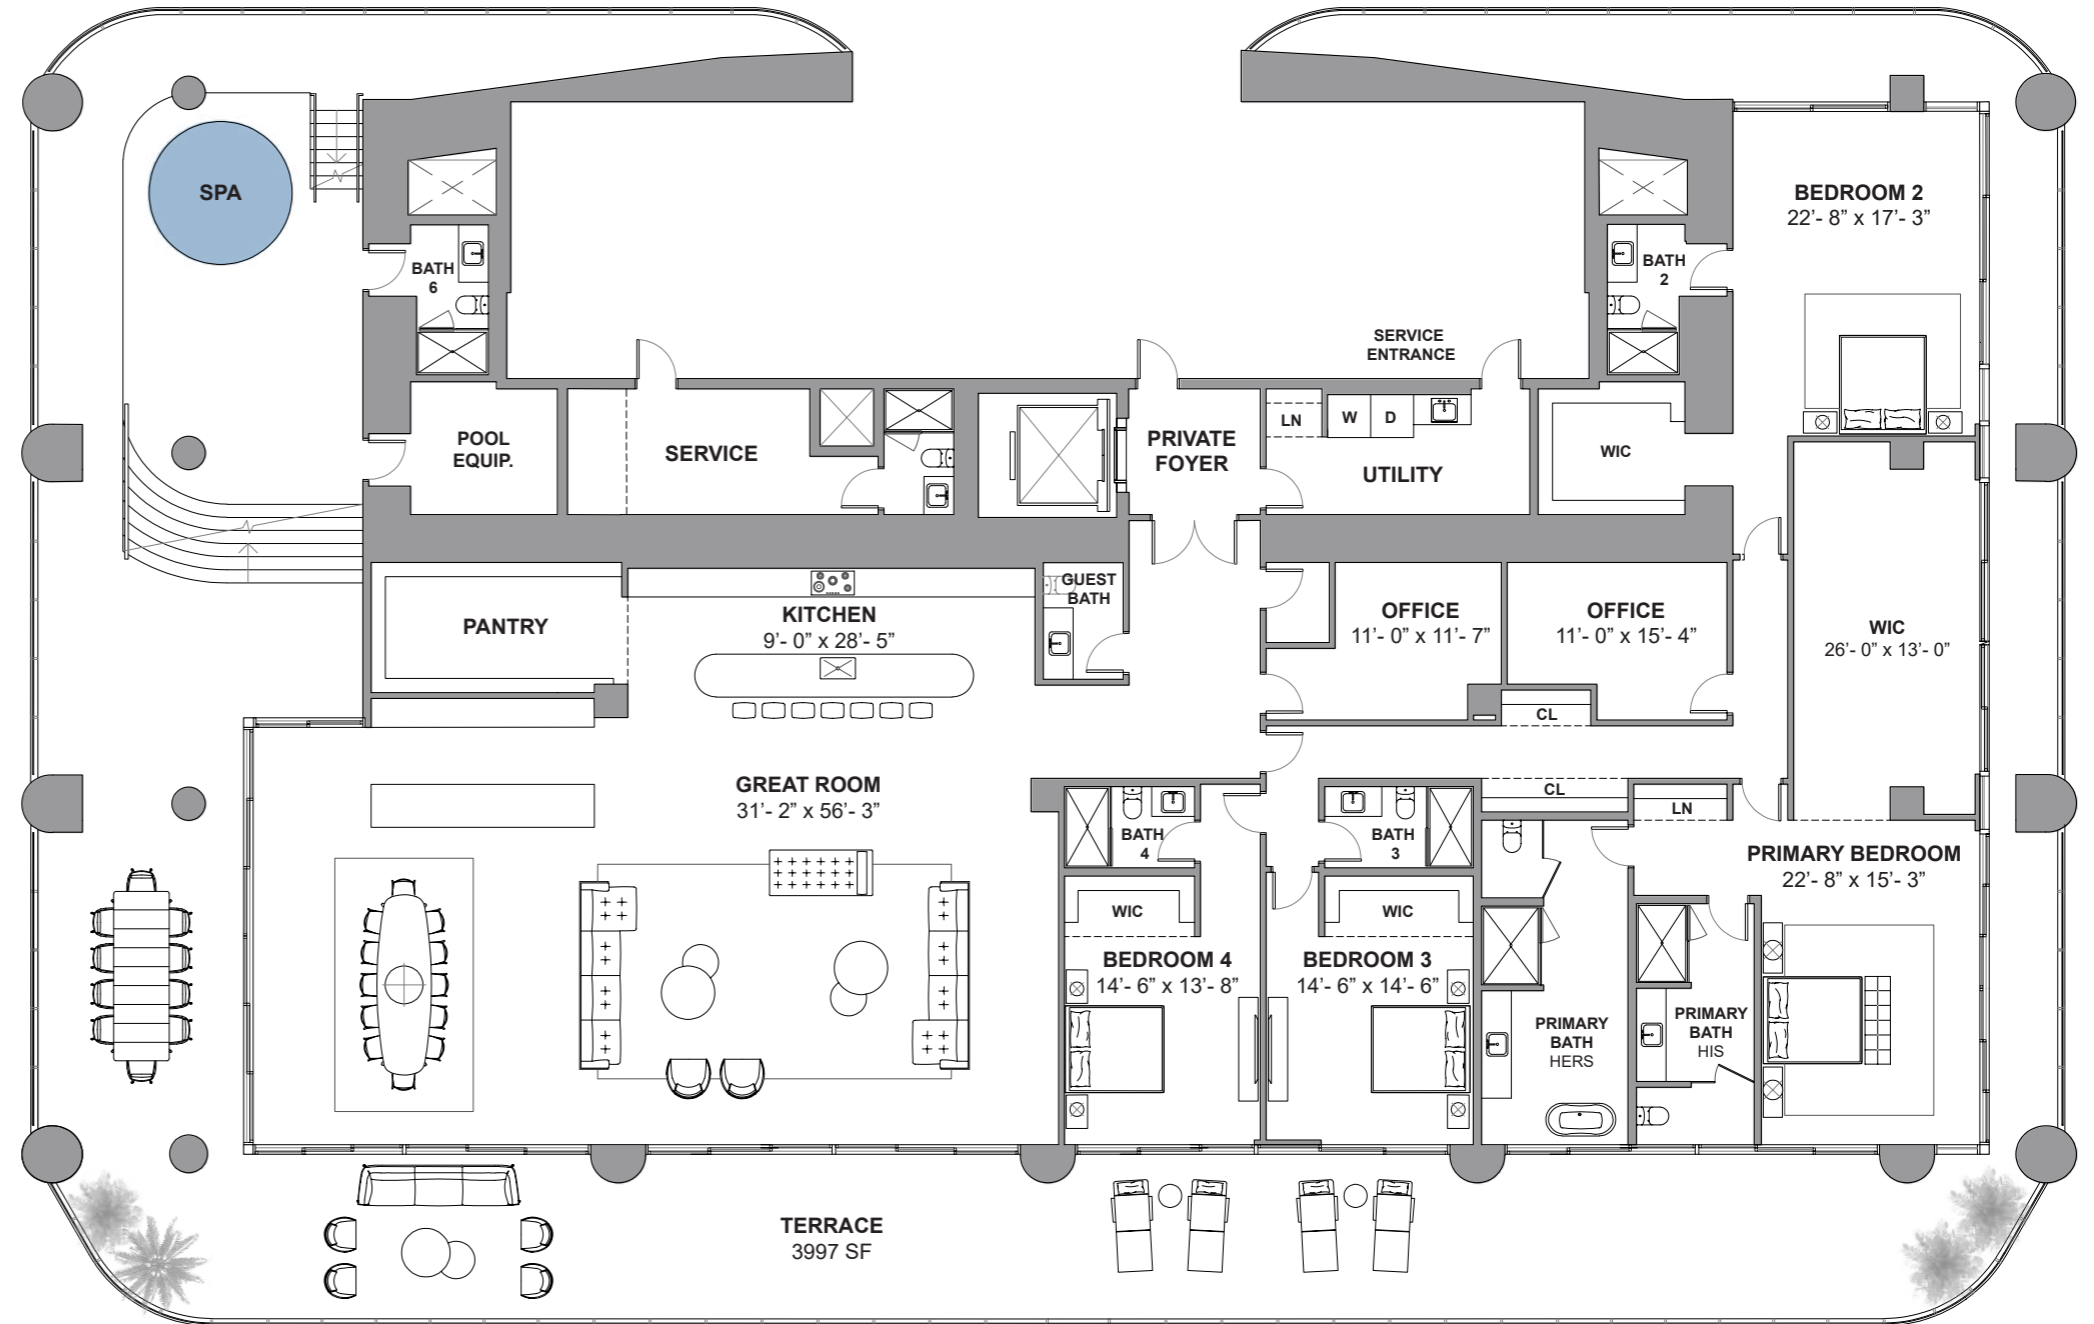 SPA
BEDROOM 2
22’- 8” x 17’- 3”
BATH
6
BATH
2
SERVICE
ENTRANCE
POOL
EQUIP.
SERVICE
PRIVATE
FOYER
LN
W
D
UTILITY
WIC
PANTRY
KITCHEN
9’- 0” x 28’- 5”
GUEST
BATH
OFFICE
11’- 0” x 11’- 7”
OFFICE
11’- 0” x 15’- 4”
WIC
26’- 0” x 13’- 0”
CL
GREAT ROOM
31’- 2” x 56’- 3”
CL
LN
BATH
4
BATH
3
PRIMARY BEDROOM
22’- 8” x 15’- 3”
WIC
WIC
BEDROOM 4
14’- 6” x 13’- 8”
BEDROOM 3
14’- 6” x 14’- 6”
PRIMARY
BATH
HERS
PRIMARY
BATH
HIS
TERRACE
3997 SF